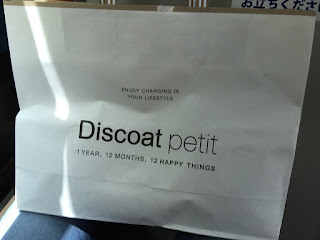 お立ちくださ
ENJOY CHANGING IN
YOUR LIFESTYLE
Discoat petit
1 YEAR, 12 MONTHS, 12 HAPPY THINGS